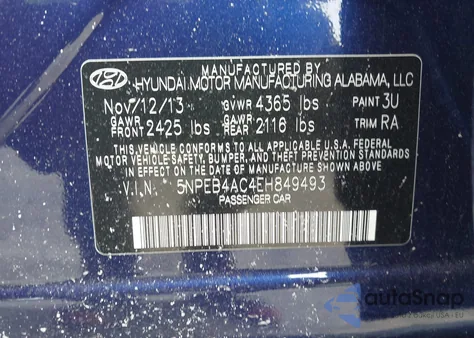 MANUFACTURED BY
HYUNDAI MOTOR MANUFACTURING ALABAMA, LLC
Nov/12/13 GVWR 4365 lbs PAINT 3U
GAWR FRONT 2425 lbs GAWR REAR 2116 lbs TRIM RA
THIS VEHICLE CONFORMS TO ALL APPLICABLE U.S.A. FEDERAL
MOTOR VEHICLE SAFETY, BUMPER, AND THEFT PREVENTION
STANDARDS IN EFFECT ON THE DATE OF MANUFACTURE SHOWN ABOVE
V.I.N. 5NPEB4AC4EH849493
PASSENGER CAR
autoSnap